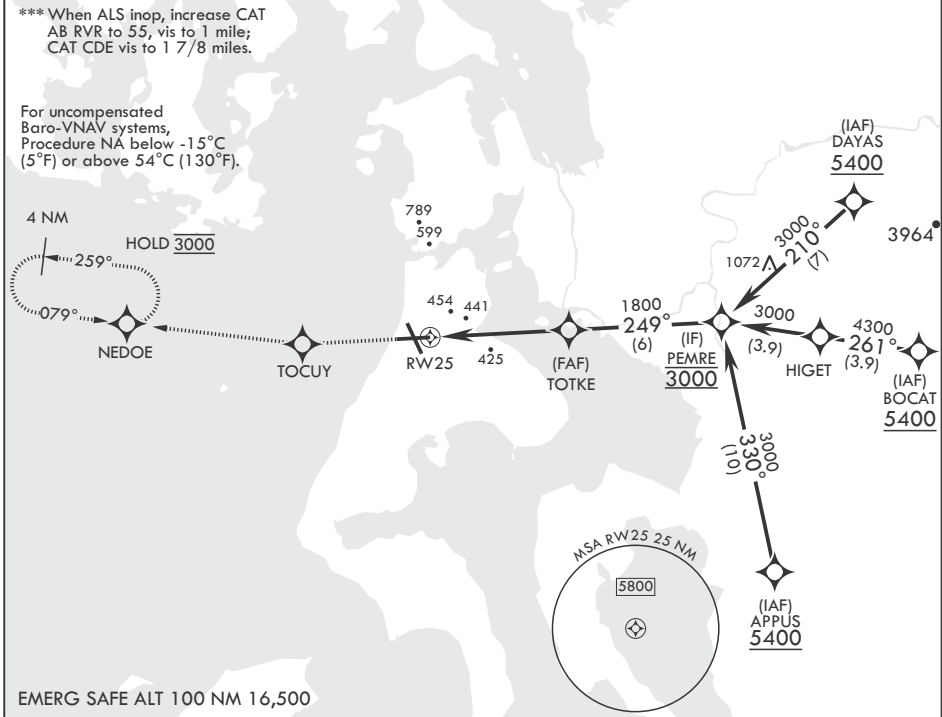 *** When ALS inop, increase CAT
AB RVR to 55, vis to 1 mile;
CAT CDE vis to 1 7/8 miles.
For uncompensated
Baro-VNAV systems,
Procedure NA below -15°C
(5°F) or above 54°C (130°F).
4 NM
HOLD 3000
259°
079°
NEDOE
TOCUY
789
599
454
441
425
RW25
(FAF)
TOTKE
1800
249°
(6)
(IF)
PEMRE
3000
(IAF)
DAYAS
5400
3000
210°
(7)
1072
3964
3000
(3.9)
HIGET
4300
261°
(3.9)
(IAF)
BOCAT
5400
3000
330°
(10)
(IAF)
APPUS
5400
MSA RW25 25 NM
5800
EMERG SAFE ALT 100 NM 16,500